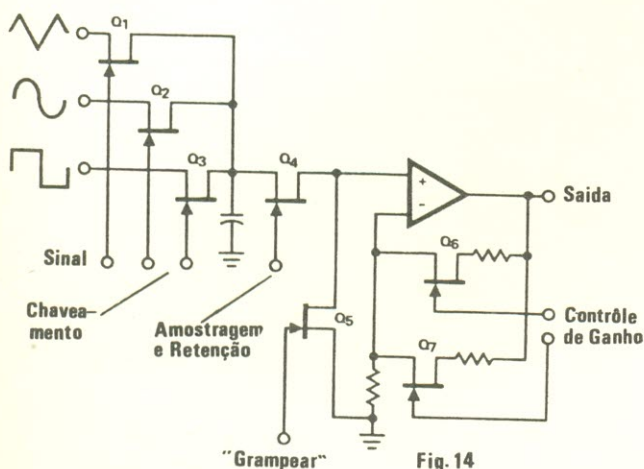 Q1
Q2
Q3
Q4
+
-
Saida
Q6
Sinal
Chavea-
mento
Amostragem
e Retenção
Q5
Contrôle
de Ganho
Q7
"Grampear"
Fig. 14